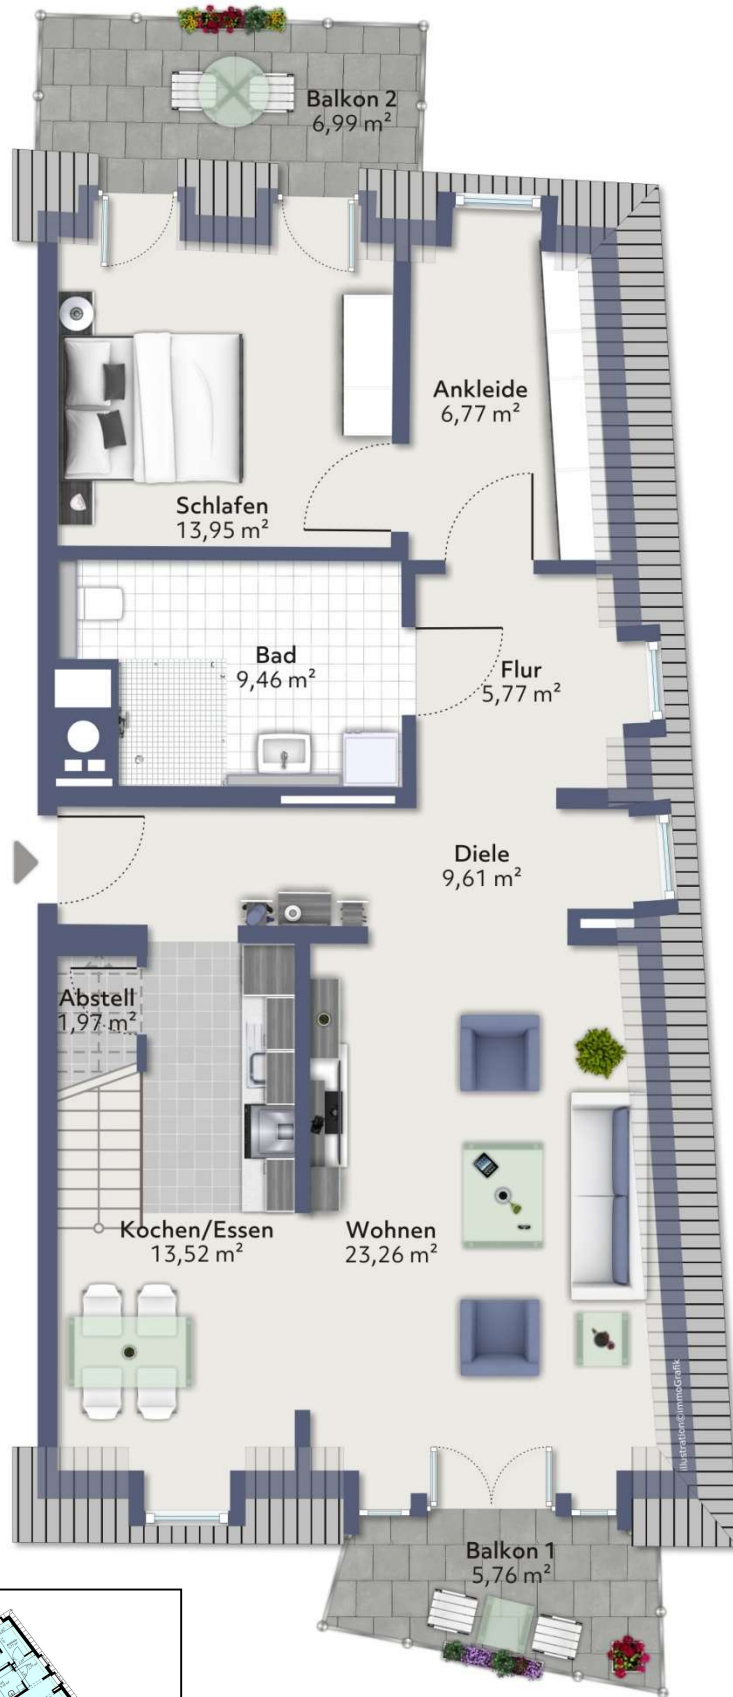 Balkon 2
6,99 m²
Ankleide
6,77 m²
Schlafen
13,95 m²
Bad
9,46 m²
Flur
5,77 m²
Diele
9,61 m²
Abstell
1,97 m²
Kochen/Essen
13,52 m²
Wohnen
23,26 m²
illustration©immoGrafik
Balkon 1
5,76 m²